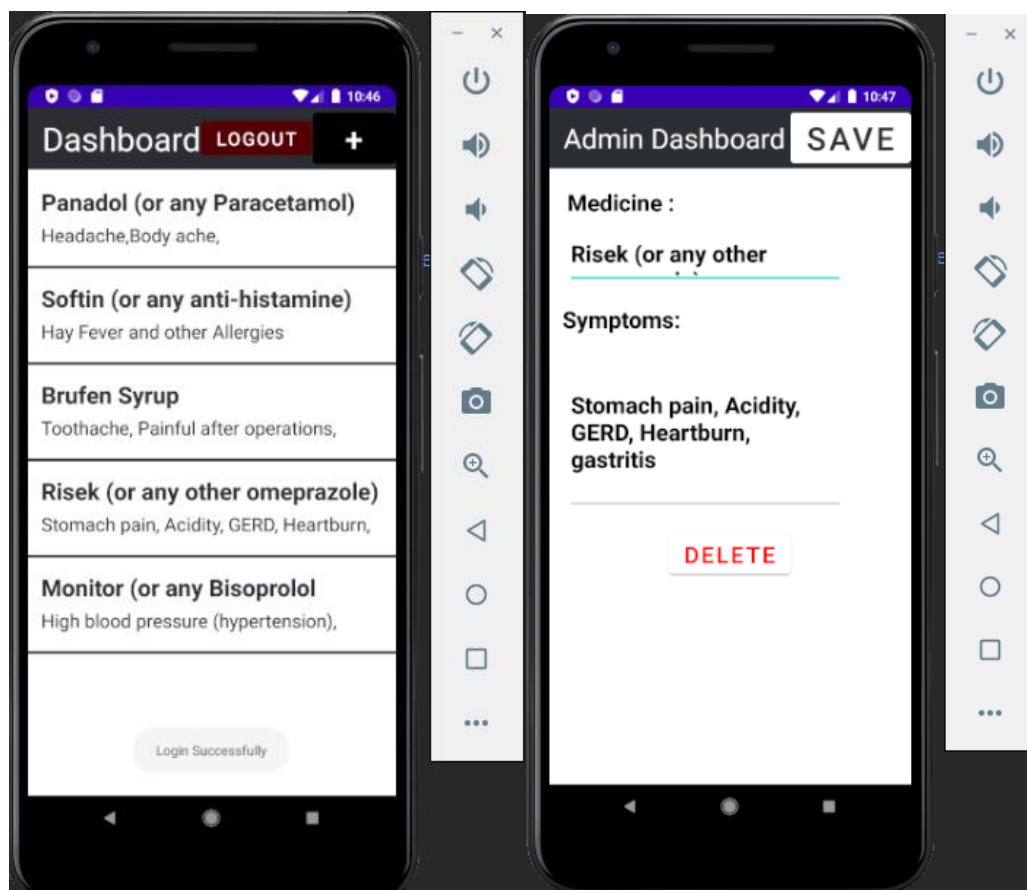 10:46
Dashboard LOGOUT +
Panadol (or any Paracetamol)
Headache,Body ache,
Softin (or any anti-histamine)
Hay Fever and other Allergies
Brufen Syrup
Toothache, Painful after operations,
Risek (or any other omeprazole)
Stomach pain, Acidity, GERD, Heartburn,
Monitor (or any Bisoprolol
High blood pressure (hypertension),
Login Successfully
10:47
Admin Dashboard SAVE
Medicine :
Risek (or any other
Symptoms:
Stomach pain, Acidity,
GERD, Heartburn,
gastritis
DELETE